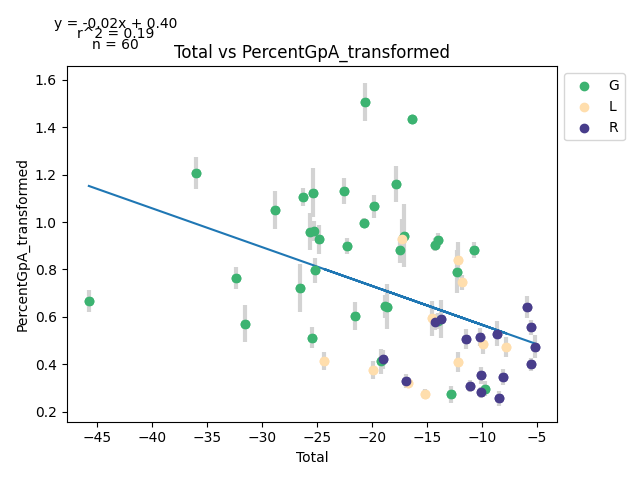 y = -0.02x + 0.40
r^2 = 0.19
n = 60
Total vs PercentGpA_transformed
1.6
1.4
1.2
1.0
0.8
0.6
0.4
0.2
PercentGpA_transformed
−45
−40
−35
−30
−25
−20
−15
−10
−5
Total
G
L
R